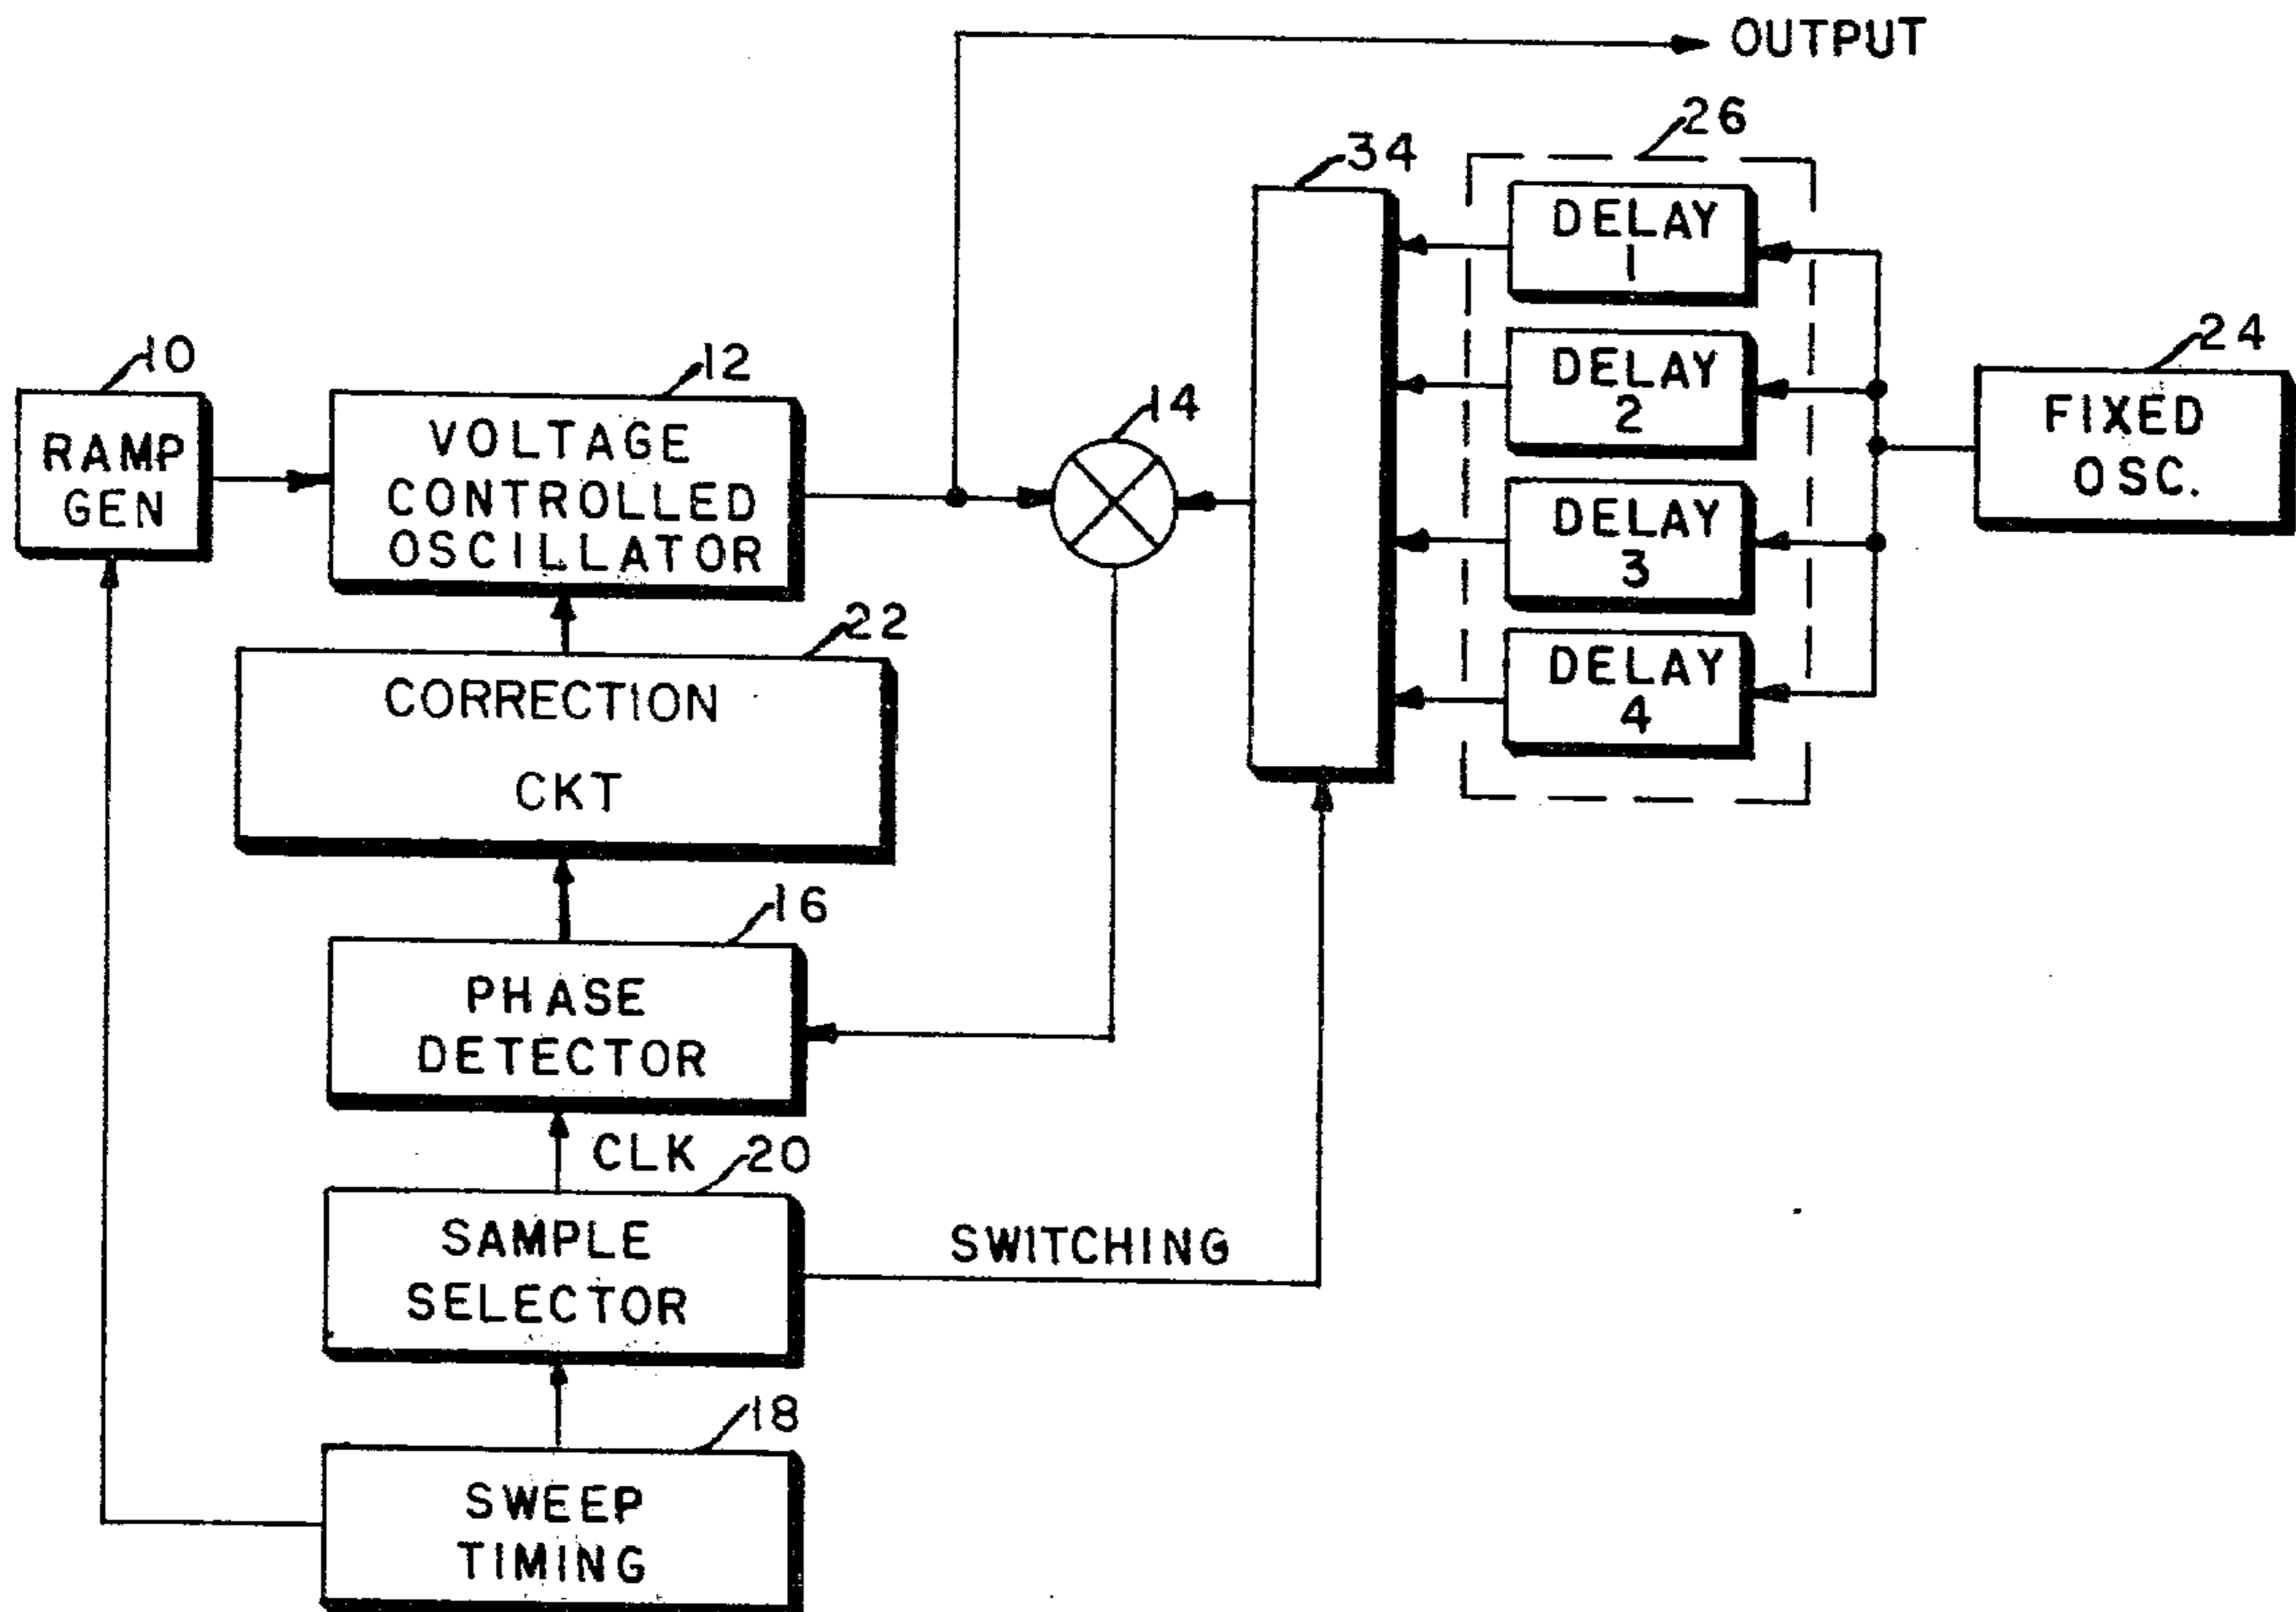 OUTPUT
26
34
DELAY
1
10
12
14
DELAY
2
24
RAMP
GEN
VOLTAGE
CONTROLLED
OSCILLATOR
DELAY
3
FIXED
OSC.
22
DELAY
4
CORRECTION
CKT
16
PHASE
DETECTOR
CLK
20
SAMPLE
SELECTOR
SWITCHING
18
SWEEP
TIMING